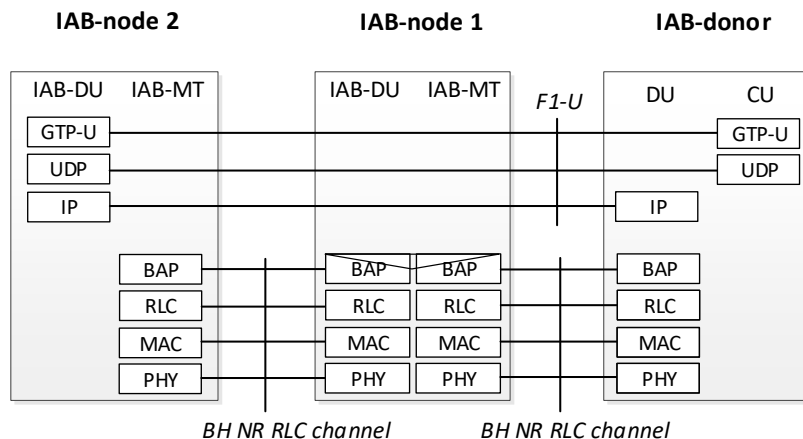 IAB-node 2 IAB-node 1 IAB-donor
IAB-DU IAB-MT IAB-DU IAB-MT F1-U DU CU
GTP-U GTP-U
UDP UDP
IP IP
BAP BAP BAP BAP
RLC RLC RLC RLC
MAC MAC MAC MAC
PHY PHY PHY PHY
BH NR RLC channel BH NR RLC channel